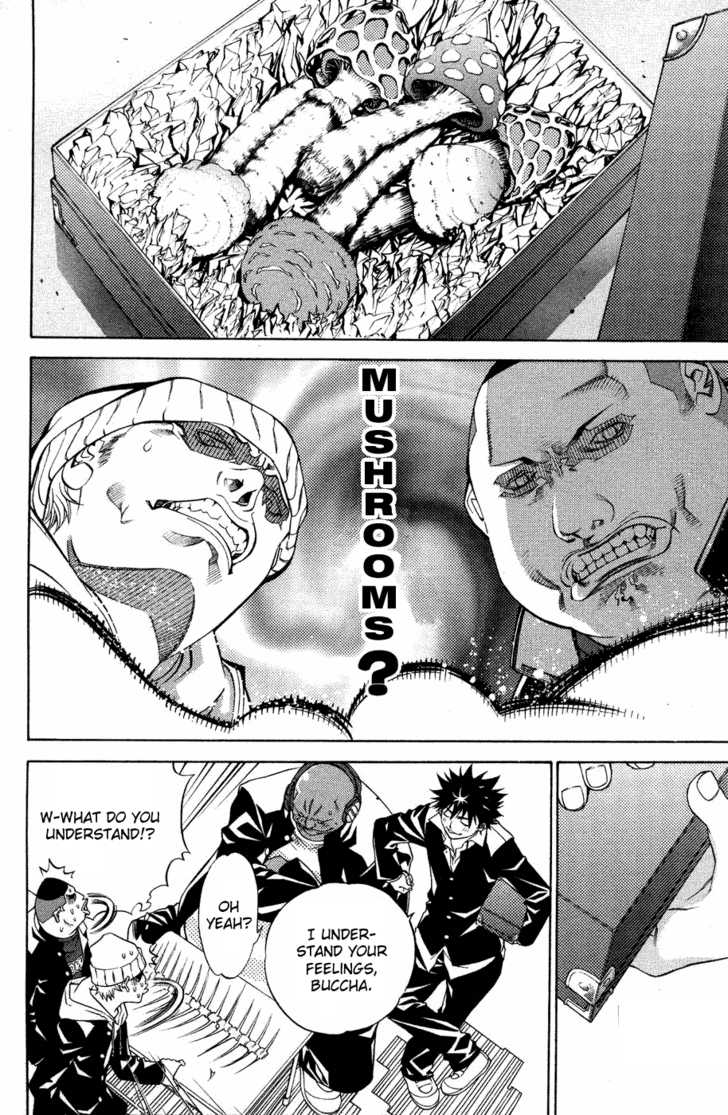 MUSHROOMS?
I UNDER-
STAND YOUR
FEELINGS,
BUCCHA.
OH
YEAH?
W-WHAT DO YOU
UNDERSTAND!?